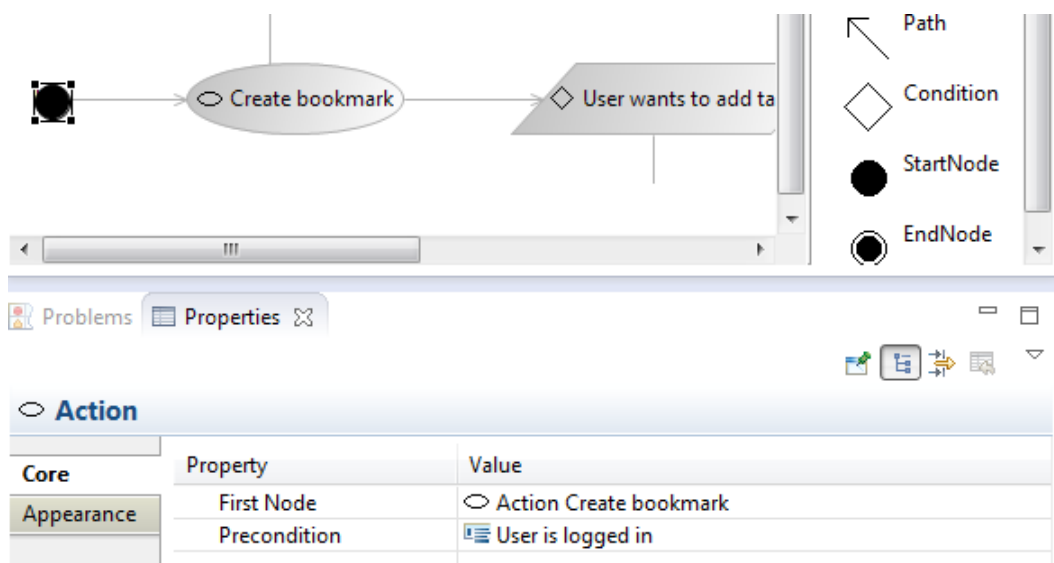 Path
Create bookmark
User wants to add ta
Condition
StartNode
EndNode
Problems Properties
Action
Core
Appearance
Property Value
First Node Action Create bookmark
Precondition User is logged in